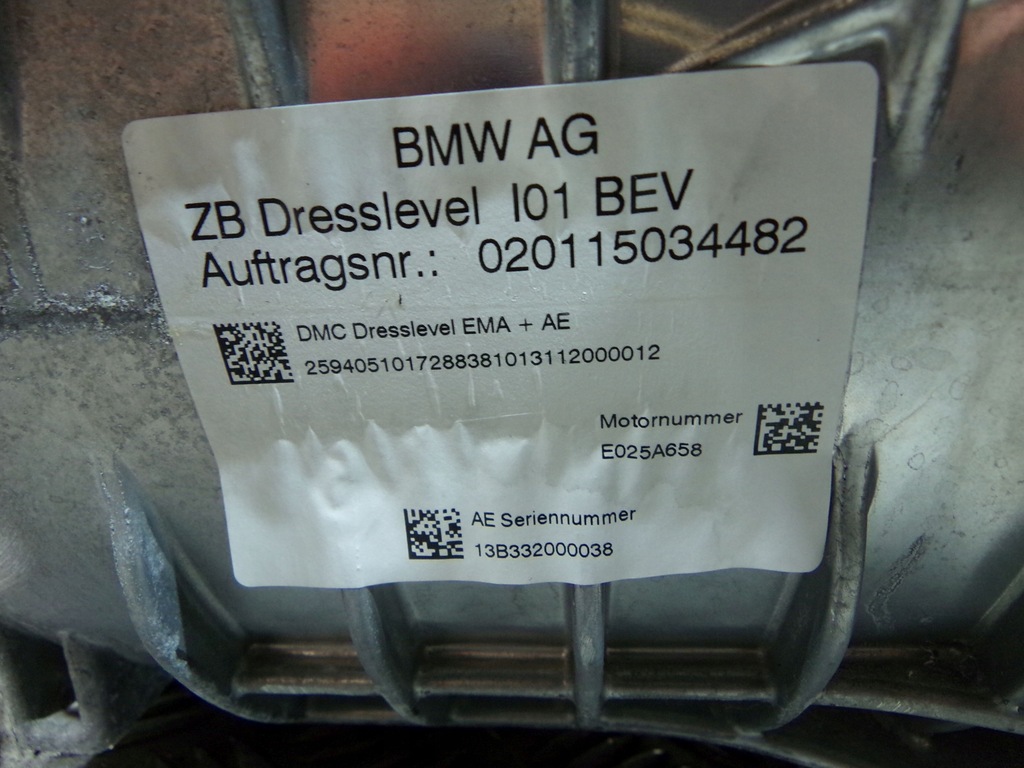 BMW AG
ZB Dresslevel I01 BEV
Auftragsnr.: 020115034482
DMC Dresslevel EMA + AE
2594051017288381013112000012
Motornummer
E025A658
AE Seriennummer
13B332000038